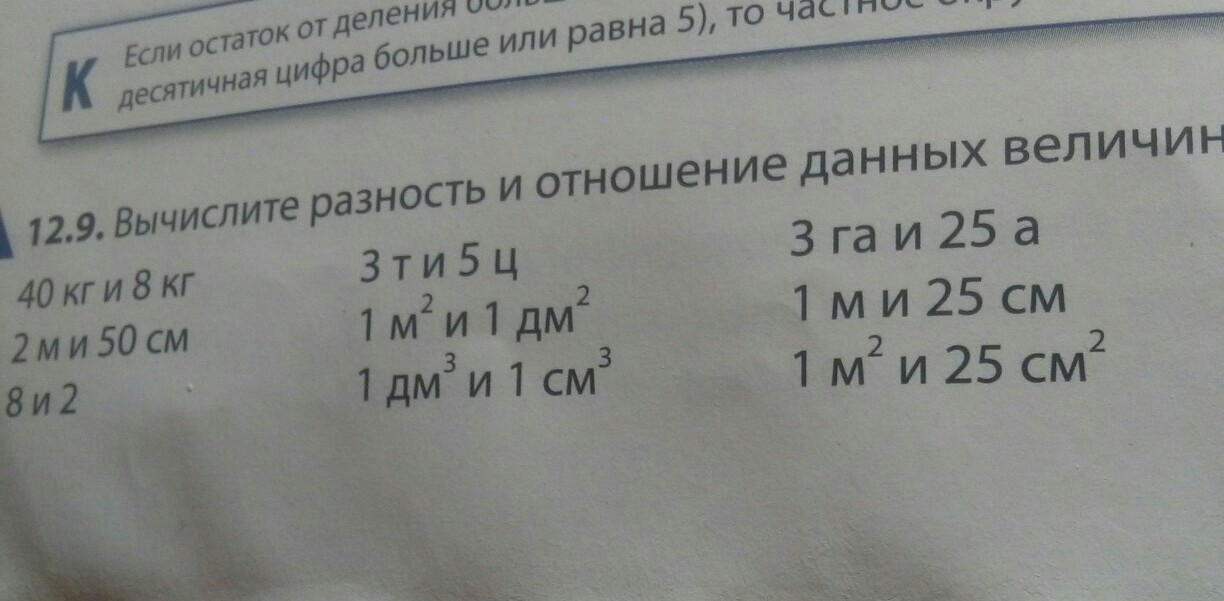 К
Если остаток от деления
десятичная цифра больше или равна 5), то частное
12.9. Вычислите разность и отношение данных величин
40 кг и 8 кг
2 м и 50 см
8 и 2
3 т и 5 ц
1 м² и 1 дм²
1 дм³ и 1 см³
3 га и 25 а
1 м и 25 см
1 м² и 25 см²